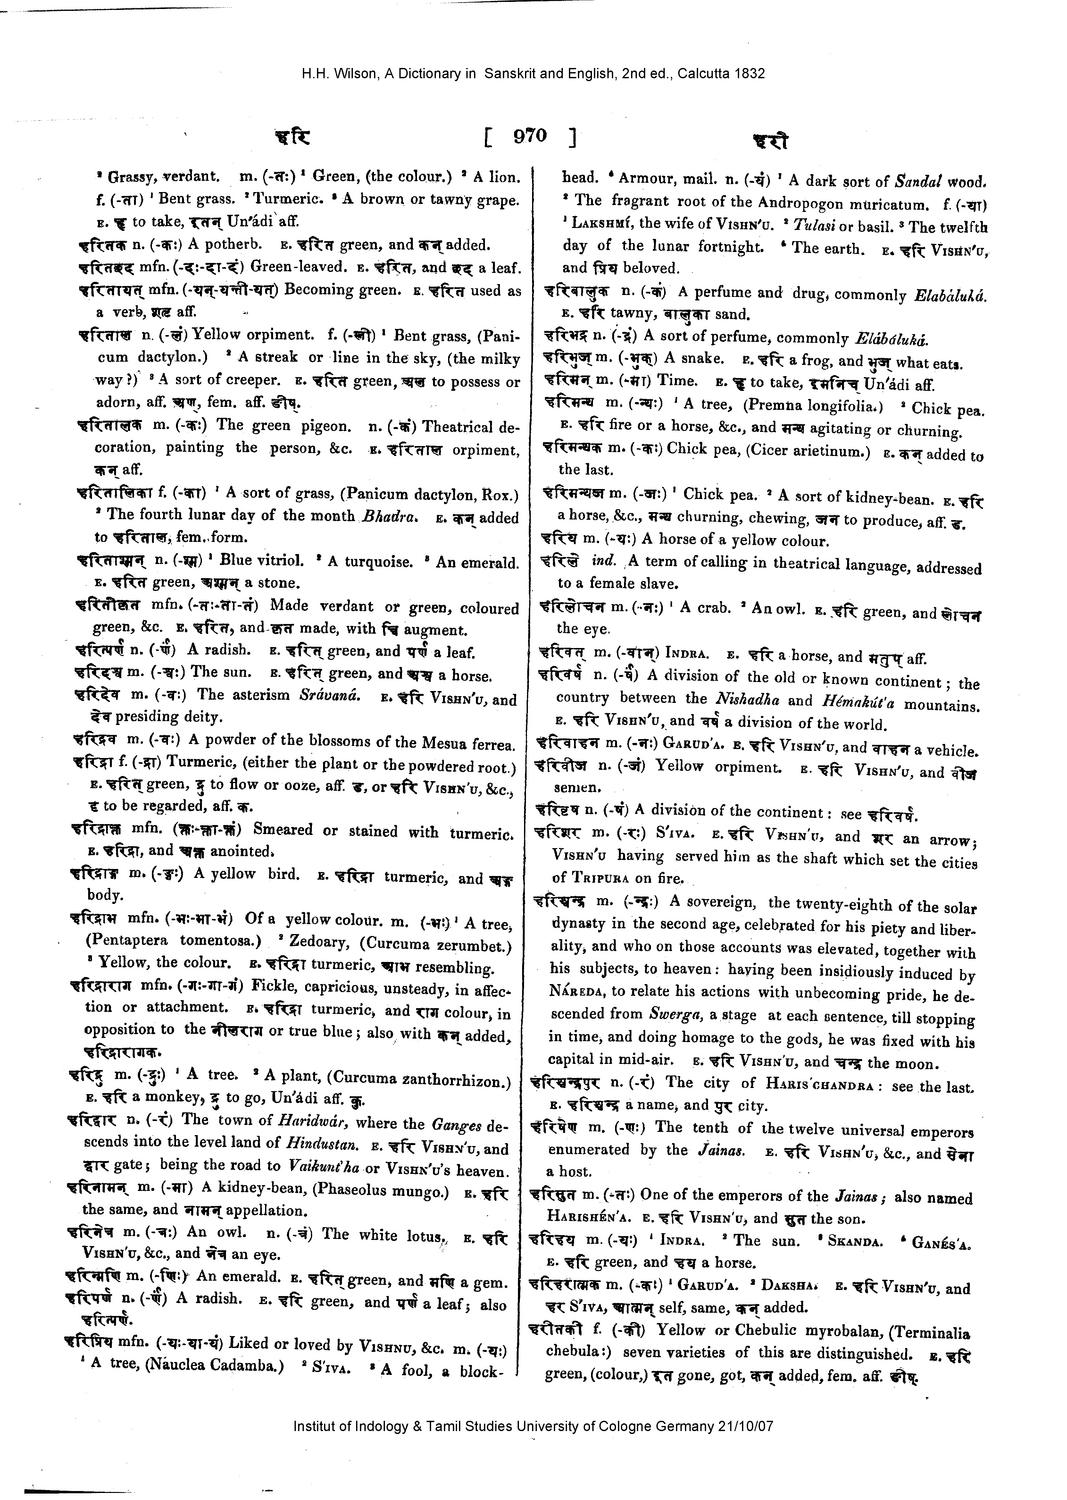 H.H. Wilson, A Dictionary in Sanskrit and English, 2nd ed., Calcutta 1832
हरि [ 970 ] हरी
² Grassy, verdant. m. (-तः) ¹ Green, (the colour.) ² A lion.
f. (-ता) ¹ Bent grass. ² Turmeric. ³ A brown or tawny grape.
E. हृ to take, इतन् Un'ádi aff.
हरितक n. (-कः) A potherb. E. हरित green, and कन् added.
हरितच्छद mfn. (-दः-दा-दं) Green-leaved. E. हरित, and छद a leaf.
हरितायत् mfn. (-यन्-यन्ती-यत्) Becoming green. E. हरित used as
a verb, शतृ aff.
हरिताल n. (-लं) Yellow orpiment. f. (-ली) ¹ Bent grass, (Pani-
cum dactylon.) ² A streak or line in the sky, (the milky
way?) ³ A sort of creeper. E. हरित green, अल to possess or
adorn, aff. अण्, fem. aff. ङीष्.
हरितालक m. (-कः) The green pigeon. n. (-कं) Theatrical de-
coration, painting the person, &c. E. हरिताल orpiment,
कन् aff.
हरितालिका f. (-का) ¹ A sort of grass, (Panicum dactylon, Rox.)
² The fourth lunar day of the month Bhadra. E. कन् added
to हरिताल, fem. form.
हरिताश्मन् n. (-श्म) ¹ Blue vitriol. ² A turquoise. ³ An emerald.
E. हरित green, अश्मन् a stone.
हरितीकृत mfn. (-तः-ता-तं) Made verdant or green, coloured
green, &c. E. हरित, and कृत made, with च्वि augment.
हरित्पर्ण n. (-र्णं) A radish. E. हरित् green, and पर्ण a leaf.
हरिदश्व m. (-श्वः) The sun. E. हरित् green, and अश्व a horse.
हरिदेव m. (-वः) The asterism Srávaná. E. हरि VISHN'U, and
देव presiding deity.
हरिद्रव m. (-वः) A powder of the blossoms of the Mesua ferrea.
हरिद्रा f. (-द्रा) Turmeric, (either the plant or the powdered root.)
E. हरित् green, द्रु to flow or ooze, aff. ड, or हरि VISHN'U, &c.,
दृ to be regarded, aff. क.
हरिद्राक्त mfn. (क्तः-क्ता-क्तं) Smeared or stained with turmeric.
E. हरिद्रा, and अक्त anointed.
हरिद्राङ्ग m. (-ङ्गः) A yellow bird. E. हरिद्रा turmeric, and अङ्ग
body.
हरिद्राभ mfn. (-भः-भा-भं) Of a yellow colour. m. (-भः) ¹ A tree,
(Pentaptera tomentosa.) ² Zedoary, (Curcuma zerumbet.)
³ Yellow, the colour. E. हरिद्रा turmeric, आभ resembling.
हरिद्राराग mfn. (-गः-गा-गं) Fickle, capricious, unsteady, in affec-
tion or attachment. E. हरिद्रा turmeric, and राग colour, in
opposition to the नीलराग or true blue; also with कन् added,
हरिद्रारागक.
हरिद्रु m. (-द्रुः) ¹ A tree. ² A plant, (Curcuma zanthorrhizon.)
E. हरि a monkey, द्रु to go, Un'ádi aff. कु.
हरिद्वार n. (-रं) The town of Haridwár, where the Ganges de-
scends into the level land of Hindustan. E. हरि VISHN'U, and
द्वार gate; being the road to Vaikunt'ha or VISHN'U's heaven.
हरिनामन् m. (-मा) A kidney-bean, (Phaseolus mungo.) E. हरि
the same, and नामन् appellation.
हरिनेत्र m. (-त्रः) An owl. n. (-त्रं) The white lotus. E. हरि
VISHN'U, &c., and नेत्र an eye.
हरिन्मणि m. (-णिः) An emerald. E. हरित् green, and मणि a gem.
हरिपर्ण n. (-र्णं) A radish. E. हरि green, and पर्ण a leaf; also
हरित्पर्ण.
हरिप्रिय mfn. (-यः-या-यं) Liked or loved by VISHNU, &c. m. (-यः)
¹ A tree, (Nauclea Cadamba.) ² S'IVA. ³ A fool, a block-
head. ⁴ Armour, mail. n. (-यं) ¹ A dark sort of Sandal wood.
² The fragrant root of the Andropogon muricatum. f. (-या)
¹ LAKSHMÍ, the wife of VISHN'U. ² Tulasi or basil. ³ The twelfth
day of the lunar fortnight. ⁴ The earth. E. हरि VISHN'U,
and प्रिय beloved.
हरिबालुक n. (-कं) A perfume and drug, commonly Elabáluká.
E. हरि tawny, बालुका sand.
हरिभद्र n. (-द्रं) A sort of perfume, commonly Elábáluká.
हरिभुज् m. (-भुक्) A snake. E. हरि a frog, and भुज् what eats.
हरिमन् m. (-मा) Time. E. हृ to take, इमनिच् Un'ádi aff.
हरिमन्थ m. (-न्थः) ¹ A tree, (Premna longifolia.) ² Chick pea.
E. हरि fire or a horse, &c., and मन्थ agitating or churning.
हरिमन्थक m. (-कः) Chick pea, (Cicer arietinum.) E. कन् added to
the last.
हरिमन्थज m. (-जः) ¹ Chick pea. ² A sort of kidney-bean. E. हरि
a horse, &c., मन्थ churning, chewing, जन to produce, aff. ड.
हरिय m. (-यः) A horse of a yellow colour.
हरिले ind. A term of calling in theatrical language, addressed
to a female slave.
हरिलोचन m. (-नः) ¹ A crab. ² An owl. E. हरि green, and लोचन
the eye.
हरिवत् m. (-वान्) INDRA. E. हरि a horse, and मतुप् aff.
हरिवर्ष n. (-र्षं) A division of the old or known continent; the
country between the Nishadha and Hémakút'a mountains.
E. हरि VISHN'U, and वर्ष a division of the world.
हरिवाहन m. (-नः) GARUD'A. E. हरि VISHN'U, and वाहन a vehicle.
हरिवीज n. (-जं) Yellow orpiment. E. हरि VISHN'U, and वीज
semen.
हरिवृष n. (-षं) A division of the continent: see हरिवर्ष.
हरिशर m. (-रः) S'IVA. E. हरि VISHN'U, and शर an arrow;
VISHN'U having served him as the shaft which set the cities
of TRIPURA on fire.
हरिश्चन्द्र m. (-न्द्रः) A sovereign, the twenty-eighth of the solar
dynasty in the second age, celebrated for his piety and liber-
ality, and who on those accounts was elevated, together with
his subjects, to heaven: having been insidiously induced by
NÁREDA, to relate his actions with unbecoming pride, he de-
scended from Swerga, a stage at each sentence, till stopping
in time, and doing homage to the gods, he was fixed with his
capital in mid-air. E. हरि VISHN'U, and चन्द्र the moon.
हरिश्चन्द्रपुर n. (-रं) The city of HARIS'CHANDRA: see the last.
E. हरिश्चन्द्र a name, and पुर city.
हरिषेण m. (-णः) The tenth of the twelve universal emperors
enumerated by the Jainas. E. हरि VISHN'U, &c., and सेना
a host.
हरिसुत m. (-तः) One of the emperors of the Jainas; also named
HARISHÉN'A. E. हरि VISHN'U, and सुत the son.
हरिहय m. (-यः) ¹ INDRA. ² The sun. ³ SKANDA. ⁴ GANÉS'A.
E. हरि green, and हय a horse.
हरिहरात्मक m. (-कः) ¹ GARUD'A. ² DAKSHA. E. हरि VISHN'U, and
हर S'IVA, आत्मन् self, same, कन् added.
हरीतकी f. (-की) Yellow or Chebulic myrobalan, (Terminalia
chebula:) seven varieties of this are distinguished. E. हरि
green, (colour,) इत gone, got, कन् added, fem. aff. ङीष्.
Institut of Indology & Tamil Studies University of Cologne Germany 21/10/07